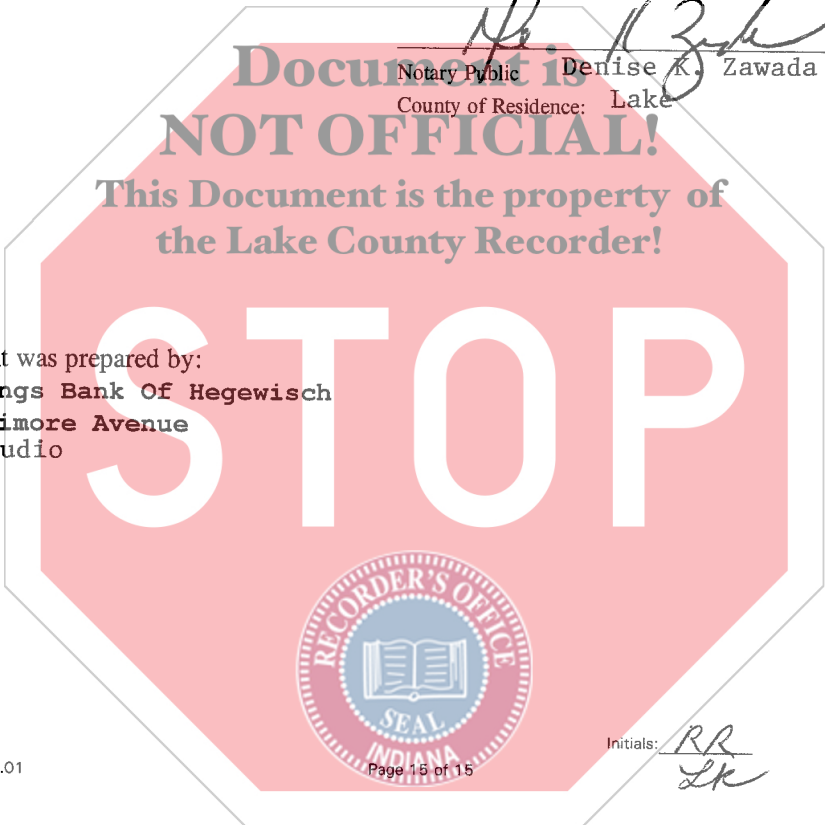 Document is
Notary Public Denise K. Zawada
County of Residence: Lake
NOT OFFICIAL!
This Document is the property of
the Lake County Recorder!
STOP
t was prepared by:
ngs Bank Of Hegewisch
imore Avenue
udio
RECORDER'S OFFICE
SEAL
INDIANA
Initials: RR
LK
.01 Page 15 of 15